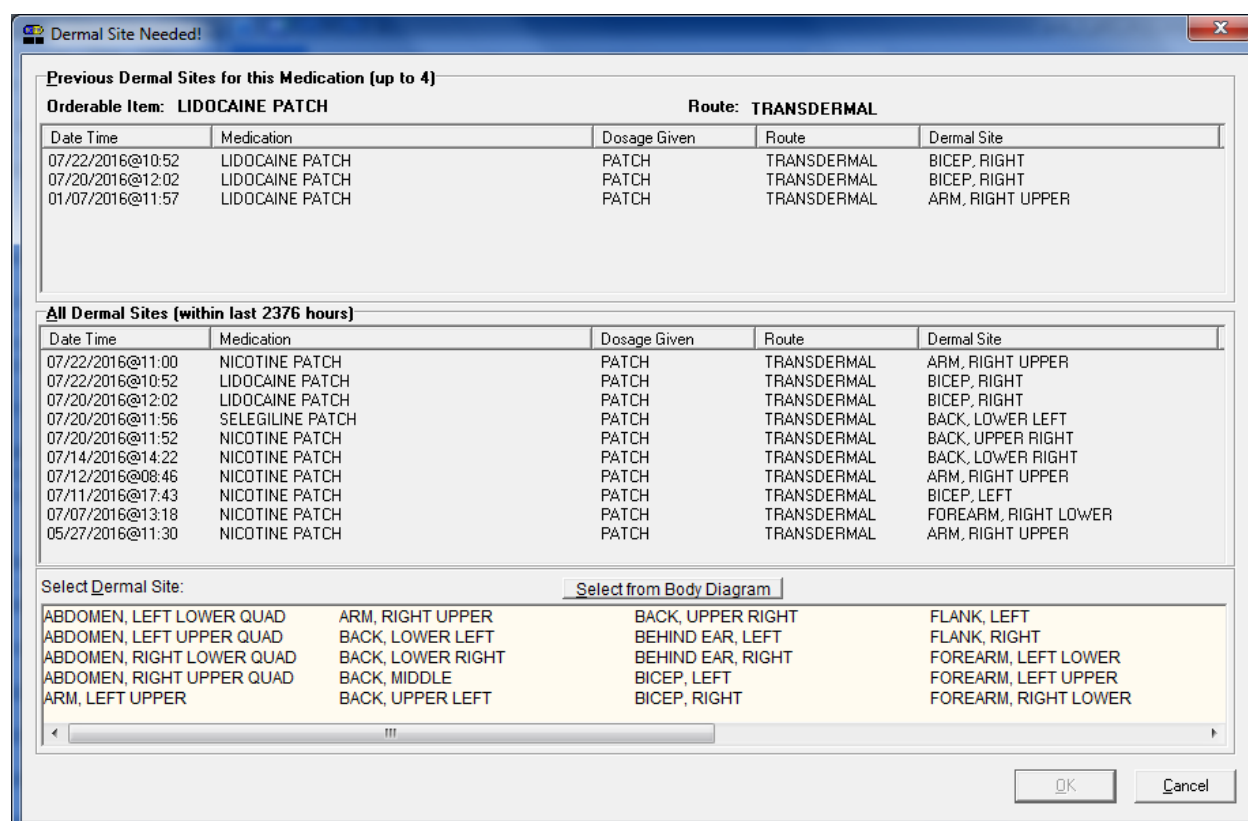 Dermal Site Needed!
Previous Dermal Sites for this Medication (up to 4)
Orderable Item: LIDOCAINE PATCH Route: TRANSDERMAL
Date Time Medication Dosage Given Route Dermal Site
07/22/2016@10:52 LIDOCAINE PATCH PATCH TRANSDERMAL BICEP, RIGHT
07/20/2016@12:02 LIDOCAINE PATCH PATCH TRANSDERMAL BICEP, RIGHT
01/07/2016@11:57 LIDOCAINE PATCH PATCH TRANSDERMAL ARM, RIGHT UPPER
All Dermal Sites (within last 2376 hours)
Date Time Medication Dosage Given Route Dermal Site
07/22/2016@11:00 NICOTINE PATCH PATCH TRANSDERMAL ARM, RIGHT UPPER
07/22/2016@10:52 LIDOCAINE PATCH PATCH TRANSDERMAL BICEP, RIGHT
07/20/2016@12:02 LIDOCAINE PATCH PATCH TRANSDERMAL BICEP, RIGHT
07/20/2016@11:56 SELEGILINE PATCH PATCH TRANSDERMAL BACK, LOWER LEFT
07/20/2016@11:52 NICOTINE PATCH PATCH TRANSDERMAL BACK, UPPER RIGHT
07/14/2016@14:22 NICOTINE PATCH PATCH TRANSDERMAL BACK, LOWER RIGHT
07/12/2016@08:46 NICOTINE PATCH PATCH TRANSDERMAL ARM, RIGHT UPPER
07/11/2016@17:43 NICOTINE PATCH PATCH TRANSDERMAL BICEP, LEFT
07/07/2016@13:18 NICOTINE PATCH PATCH TRANSDERMAL FOREARM, RIGHT LOWER
05/27/2016@11:30 NICOTINE PATCH PATCH TRANSDERMAL ARM, RIGHT UPPER
Select Dermal Site: Select from Body Diagram
ABDOMEN, LEFT LOWER QUAD ARM, RIGHT UPPER BACK, UPPER RIGHT FLANK, LEFT
ABDOMEN, LEFT UPPER QUAD BACK, LOWER LEFT BEHIND EAR, LEFT FLANK, RIGHT
ABDOMEN, RIGHT LOWER QUAD BACK, LOWER RIGHT BEHIND EAR, RIGHT FOREARM, LEFT LOWER
ABDOMEN, RIGHT UPPER QUAD BACK, MIDDLE BICEP, LEFT FOREARM, LEFT UPPER
ARM, LEFT UPPER BACK, UPPER LEFT BICEP, RIGHT FOREARM, RIGHT LOWER
OK Cancel